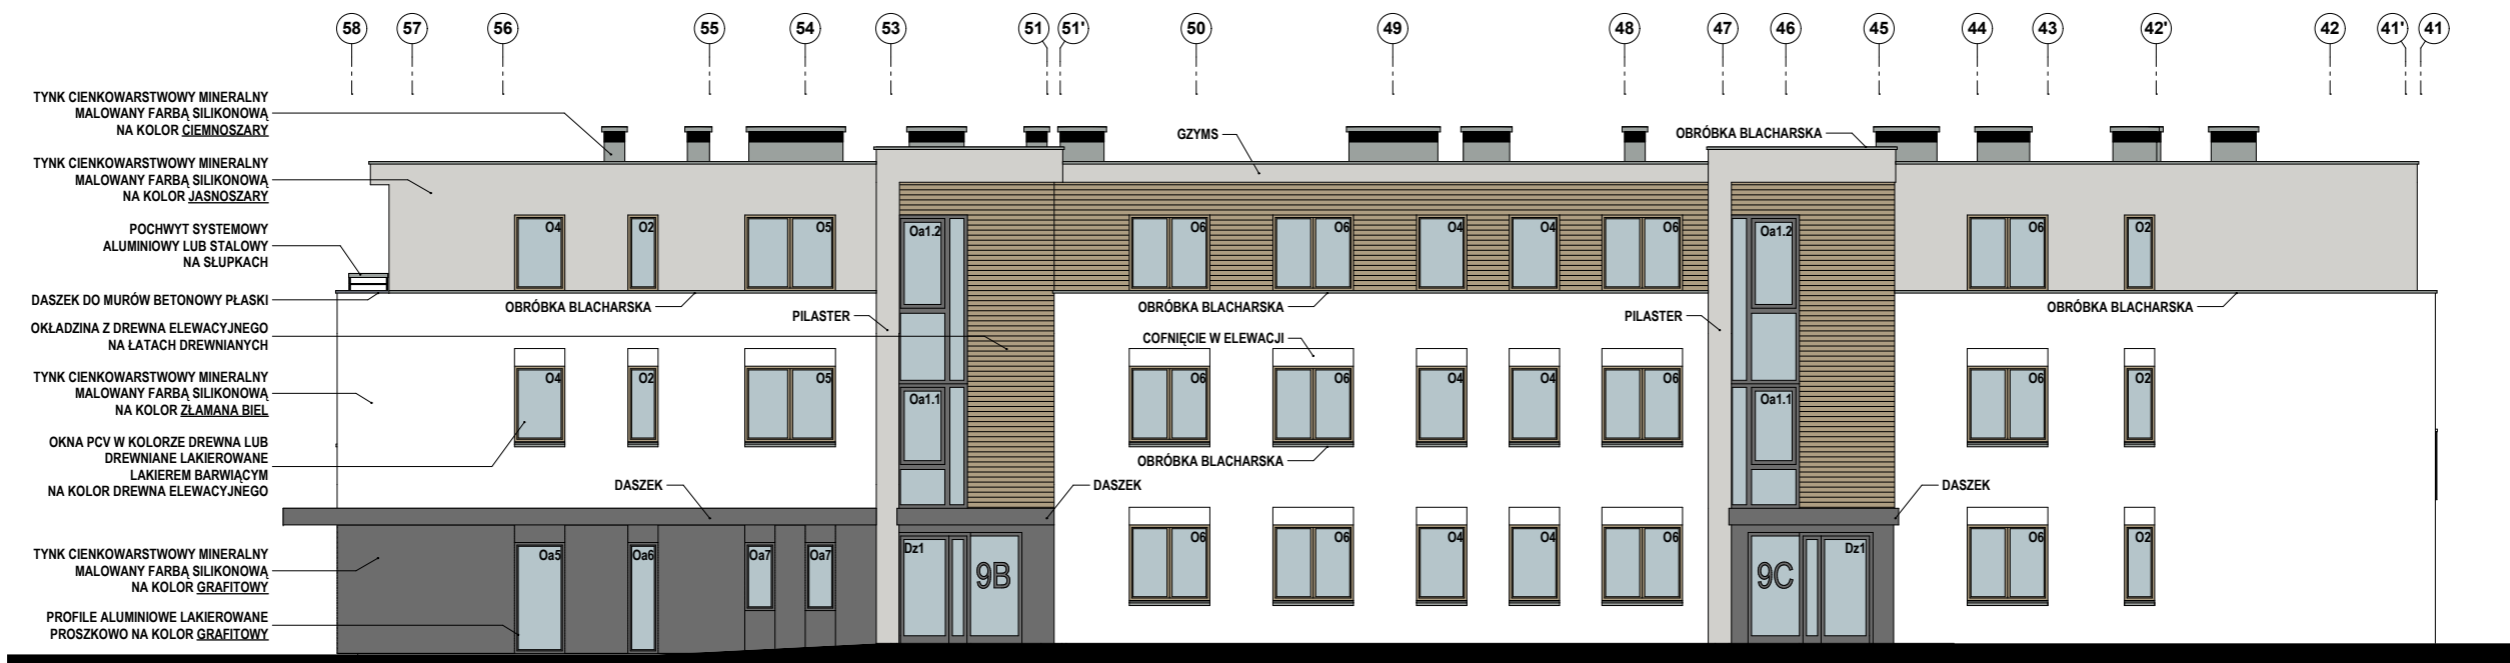 58 57 56 55 54 53 51 51' 50 49 48 47 46 45 44 43 42' 42 41' 41
TYNK CIENKOWARSTWOWY MINERALNY
MALOWANY FARBĄ SILIKONOWĄ
NA KOLOR CIEMNOSZARY
GZYMS
OBRÓBKA BLACHARSKA
TYNK CIENKOWARSTWOWY MINERALNY
MALOWANY FARBĄ SILIKONOWĄ
NA KOLOR JASNOSZARY
POCHWYT SYSTEMOWY
ALUMINIOWY LUB STALOWY
NA SŁUPKACH
O4 O2 O5 Oa1.2 O6 O6 O4 O4 O6 Oa1.2 O6 O2
DASZEK DO MURÓW BETONOWY PŁASKI
OBRÓBKA BLACHARSKA OBRÓBKA BLACHARSKA OBRÓBKA BLACHARSKA
PILASTER PILASTER
OKŁADZINA Z DREWNA ELEWACYJNEGO
NA ŁATACH DREWNIANYCH
COFNIĘCIE W ELEWACJI
TYNK CIENKOWARSTWOWY MINERALNY
MALOWANY FARBĄ SILIKONOWĄ
NA KOLOR ZŁAMANA BIEL
O4 O2 O5 Oa1.1 O6 O6 O4 O4 O6 Oa1.1 O6 O2
OKNA PCV W KOLORZE DREWNA LUB
DREWNIANE LAKIEROWANE
LAKIEREM BARWIĄCYM
NA KOLOR DREWNA ELEWACYJNEGO
OBRÓBKA BLACHARSKA
DASZEK DASZEK DASZEK
TYNK CIENKOWARSTWOWY MINERALNY
MALOWANY FARBĄ SILIKONOWĄ
NA KOLOR GRAFITOWY
Oa5 Oa6 Oa7 Oa7 Dz1 O6 O6 O4 O4 O6 Dz1 O6 O2
9B 9C
PROFILE ALUMINIOWE LAKIEROWANE
PROSZKOWO NA KOLOR GRAFITOWY